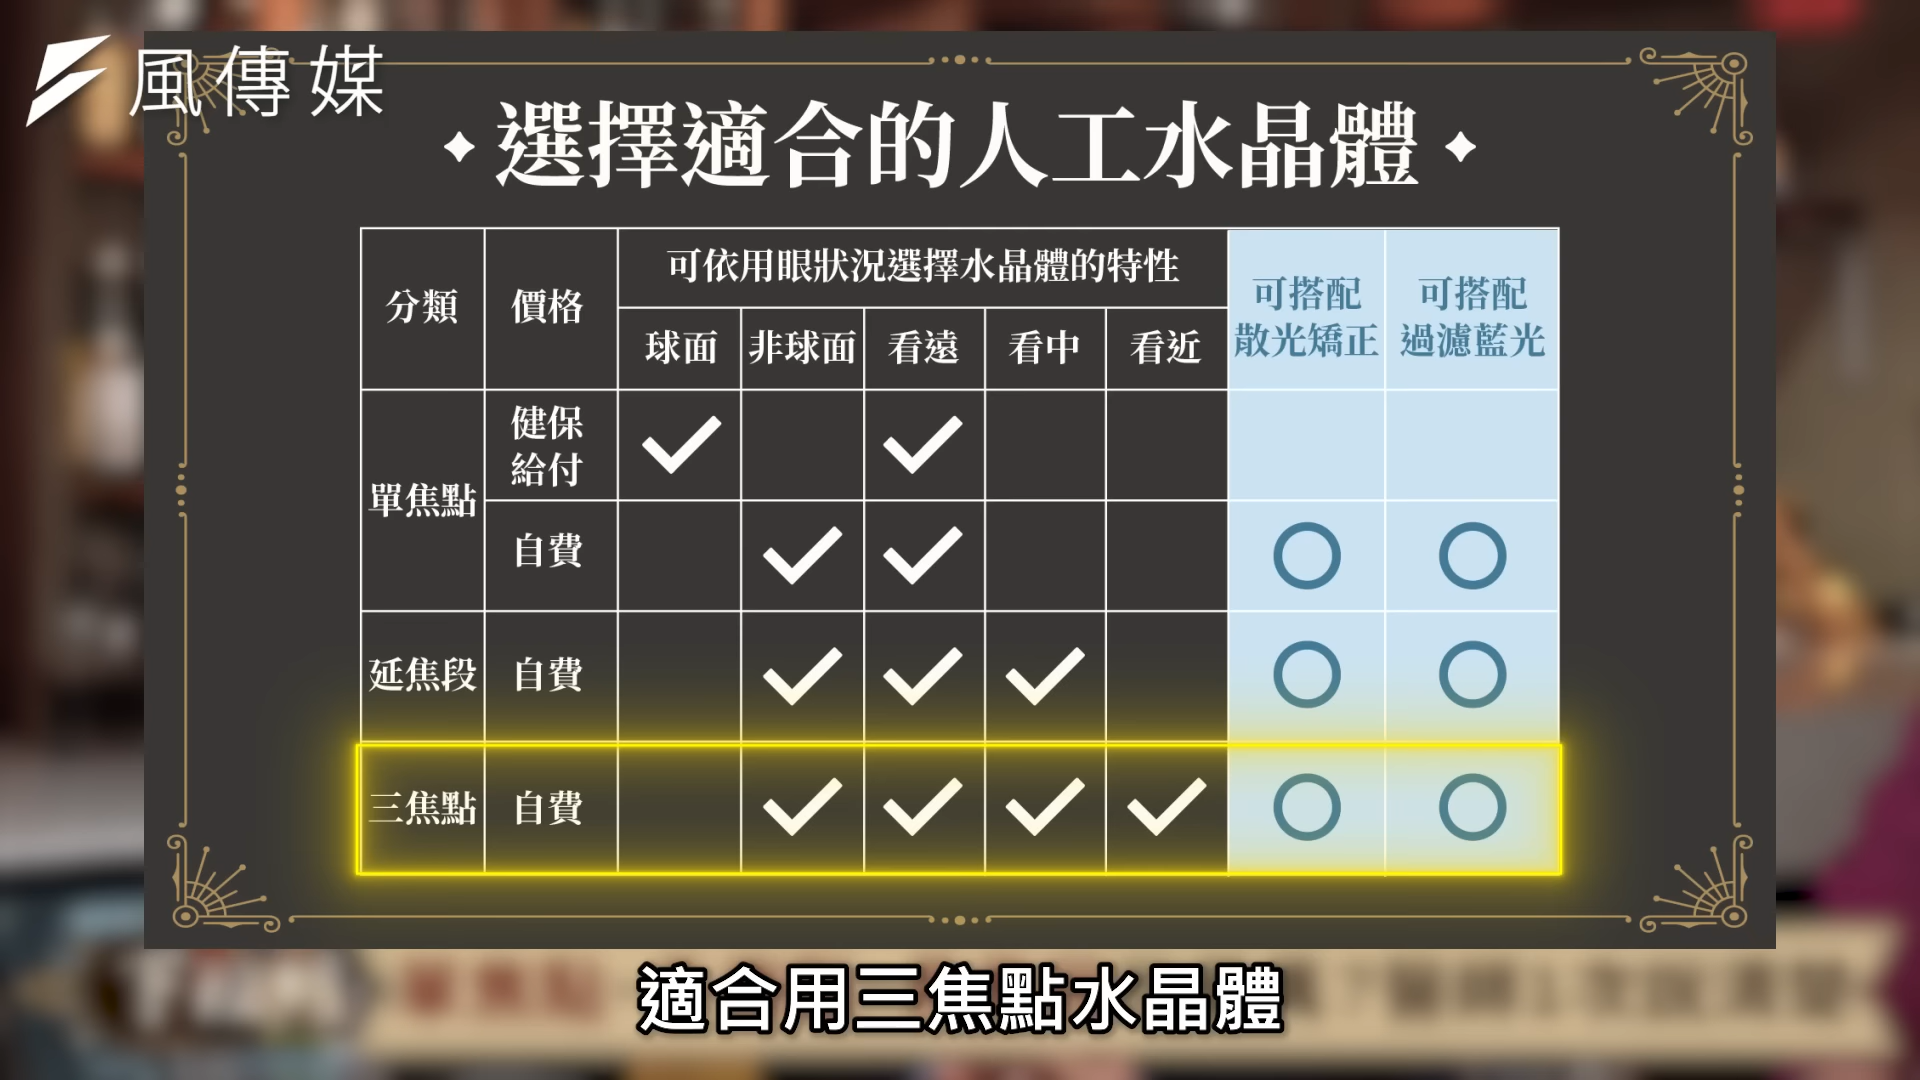 風傳媒
選擇適合的人工水晶體
分類 價格 可依用眼狀況選擇水晶體的特性 可搭配散光矯正 可搭配過濾藍光
球面 非球面 看遠 看中 看近
單焦點 健保給付 ✓ ✓
自費 ✓ ✓ ○ ○
延焦段 自費 ✓ ✓ ✓ ○ ○
三焦點 自費 ✓ ✓ ✓ ✓ ○ ○
適合用三焦點水晶體